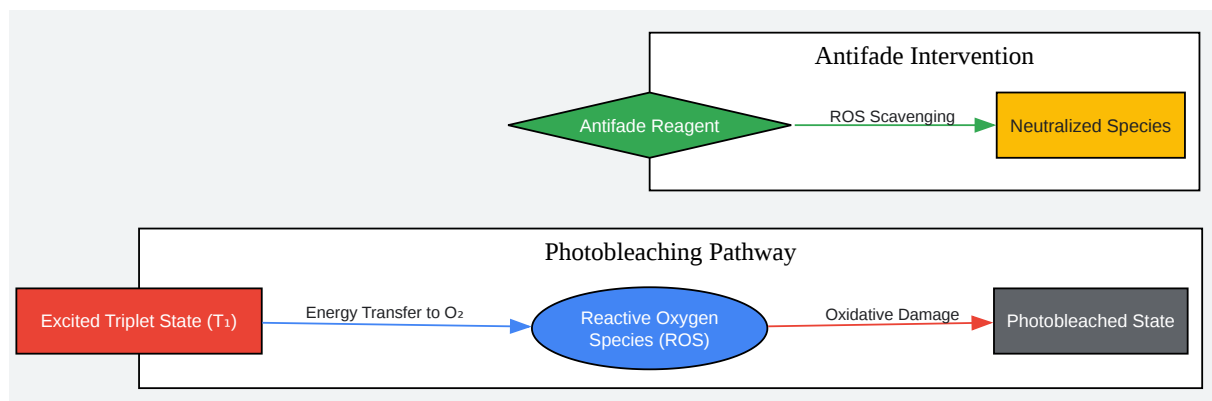 Antifade Intervention
Antifade Reagent
ROS Scavenging
Neutralized Species
Photobleaching Pathway
Excited Triplet State (T₁)
Energy Transfer to O₂
Reactive Oxygen
Species (ROS)
Oxidative Damage
Photobleached State